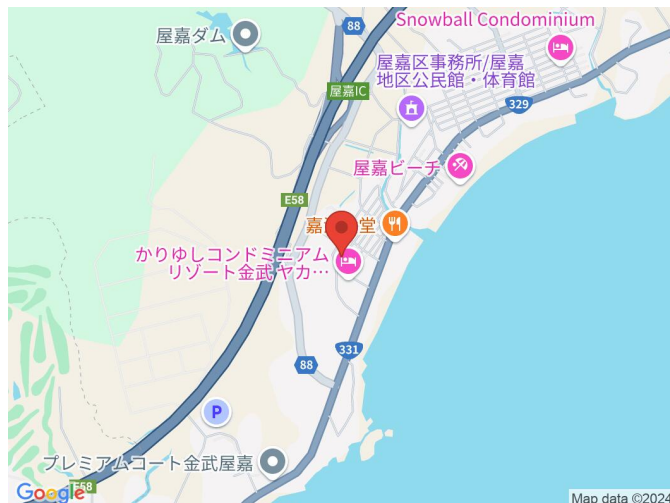 Snowball Condominium
88
屋嘉ダム
屋嘉区事務所/屋嘉
地区公民館・体育館
屋嘉IC
329
屋嘉ビーチ
E58
堂
かりゆしコンドミニアム
リゾート金武 ヤカ…
331
88
P
プレミアムコート金武屋嘉
E58
Google
Map data ©2024